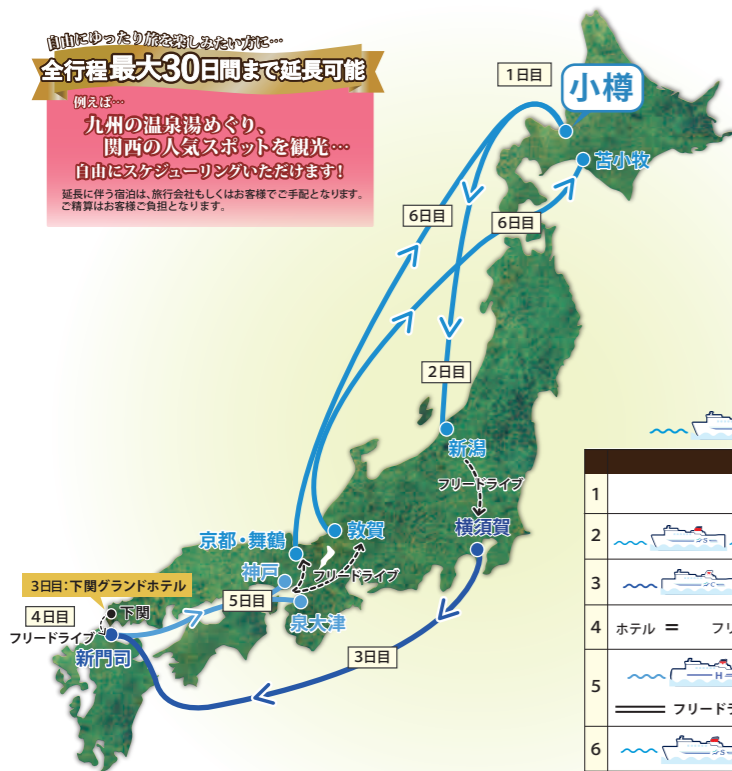 自由にゆったり旅を楽しみたい方に…
全行程最大30日間まで延長可能
例えば…
九州の温泉湯めぐり、
関西の人気スポットを観光…
自由にスケジューリングいただけます！
延長に伴う宿泊は、旅行会社もしくはお客様でご手配となります。
ご精算はお客様ご負担となります。
1日目
小樽
苫小牧
6日目
6日目
2日目
新潟
フリードライブ
横須賀
京都・舞鶴
敦賀
神戸
フリードライブ
3日目：下関グランドホテル
5日目
泉大津
4日目
下関
フリードライブ
新門司
3日目
1
2
3
4 ホテル ＝ フリ
5
H
フリードラ
6